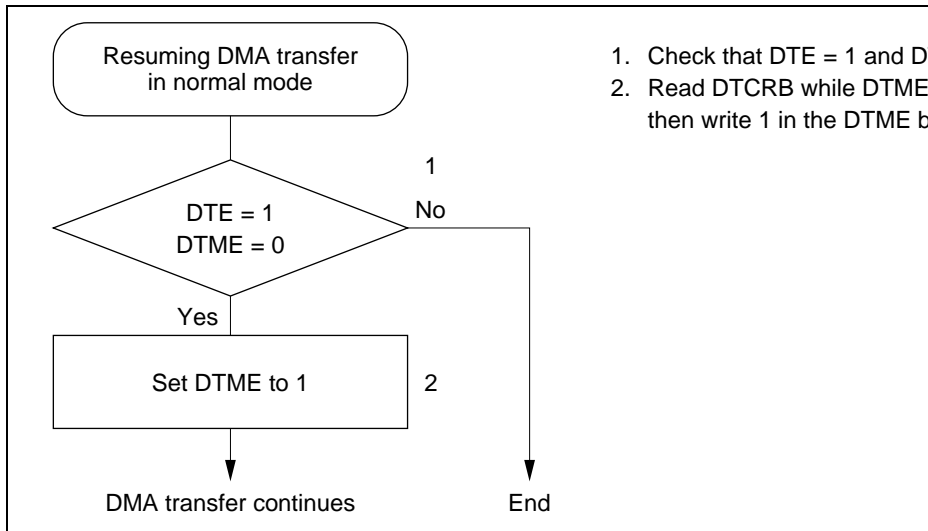 Resuming DMA transfer
in normal mode
1
DTE = 1
DTME = 0
No
Yes
Set DTME to 1
2
DMA transfer continues
End
1. Check that DTE = 1 and
2. Read DTCRB while DTME
then write 1 in the DTME